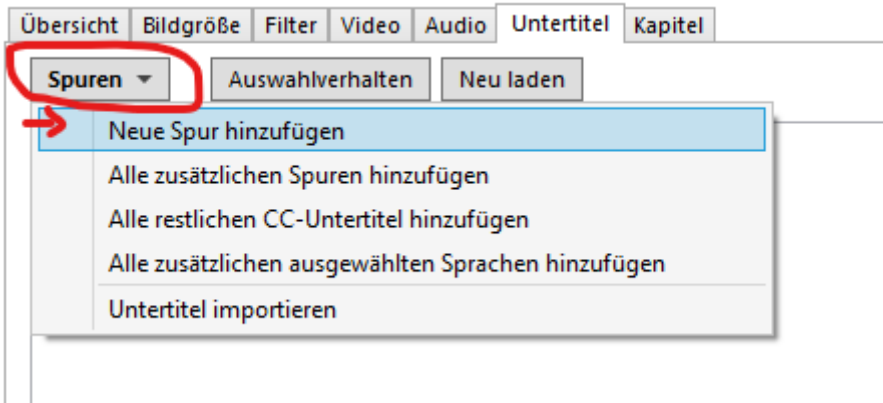 Übersicht Bildgröße Filter Video Audio Untertitel Kapitel
Spuren Auswahlverhalten Neu laden
Neue Spur hinzufügen
Alle zusätzlichen Spuren hinzufügen
Alle restlichen CC-Untertitel hinzufügen
Alle zusätzlichen ausgewählten Sprachen hinzufügen
Untertitel importieren